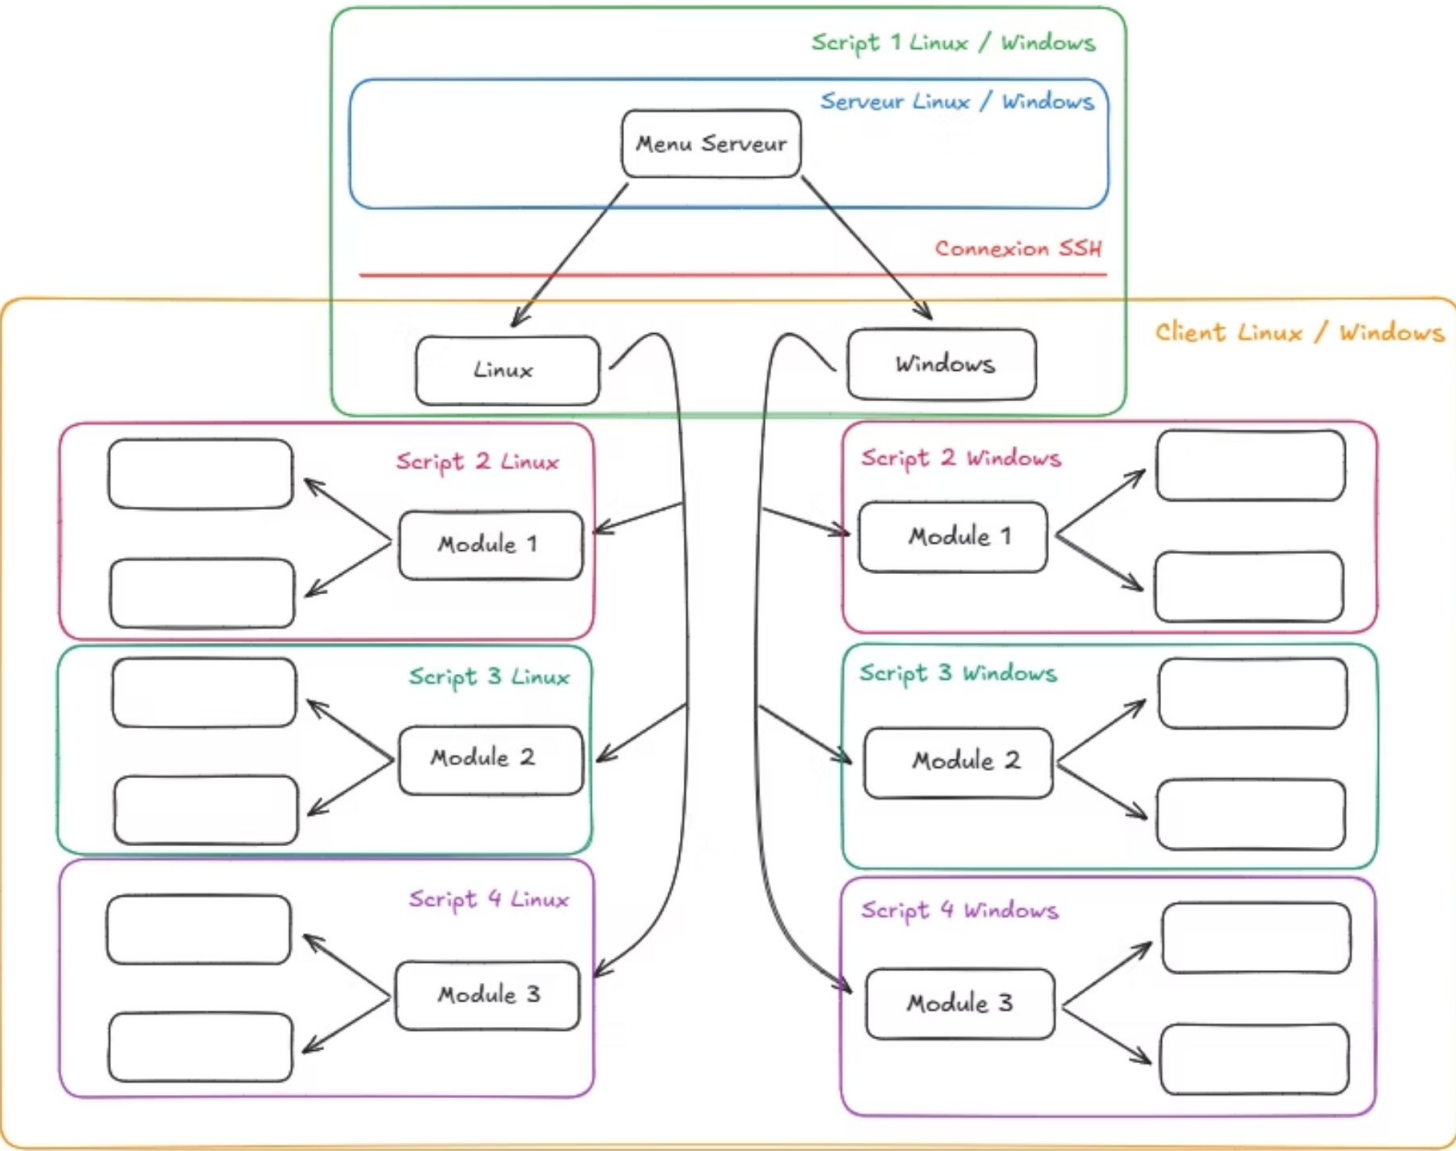 Script 1 Linux / Windows
Serveur Linux / Windows
Menu Serveur
Connexion SSH
Client Linux / Windows
Linux
Windows
Script 2 Linux
Module 1
Script 3 Linux
Module 2
Script 4 Linux
Module 3
Script 2 Windows
Module 1
Script 3 Windows
Module 2
Script 4 Windows
Module 3